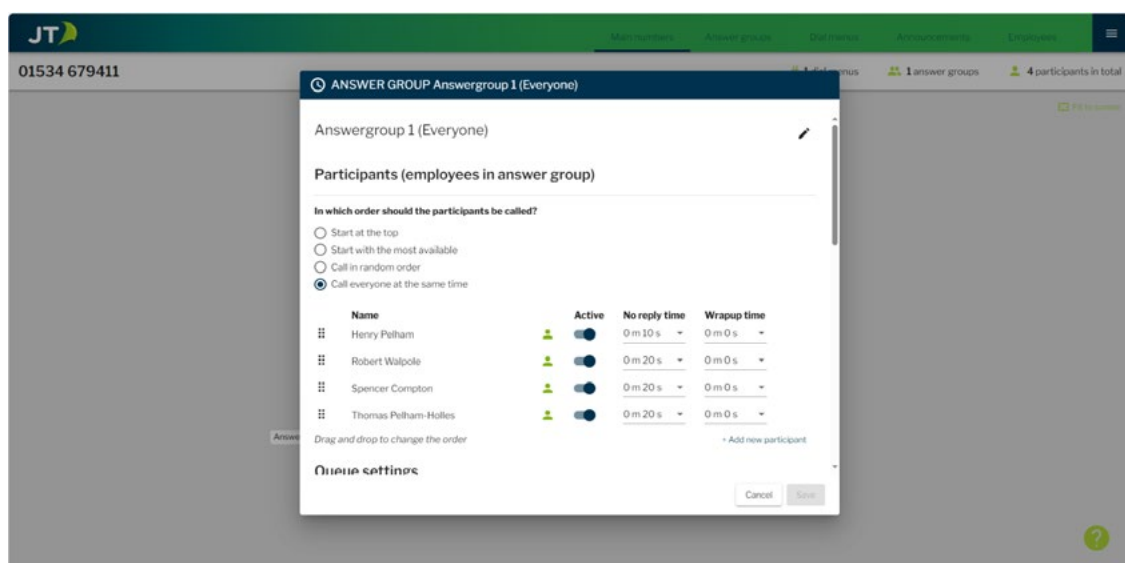 JT
Main numbers Answer groups Dial menus Announcements Employees
01534 679411
1 answer groups
4 participants in total
ANSWER GROUP Answergroup 1 (Everyone)
Fit to screen
Answergroup 1 (Everyone)
Participants (employees in answer group)
In which order should the participants be called?
Start at the top
Start with the most available
Call in random order
Call everyone at the same time
Name Active No reply time Wrapup time
Henry Pelham 0 m 10 s 0 m 0 s
Robert Walpole 0 m 20 s 0 m 0 s
Spencer Compton 0 m 20 s 0 m 0 s
Thomas Pelham-Holles 0 m 20 s 0 m 0 s
Answe
Drag and drop to change the order + Add new participant
Queue settings
Cancel Save
?